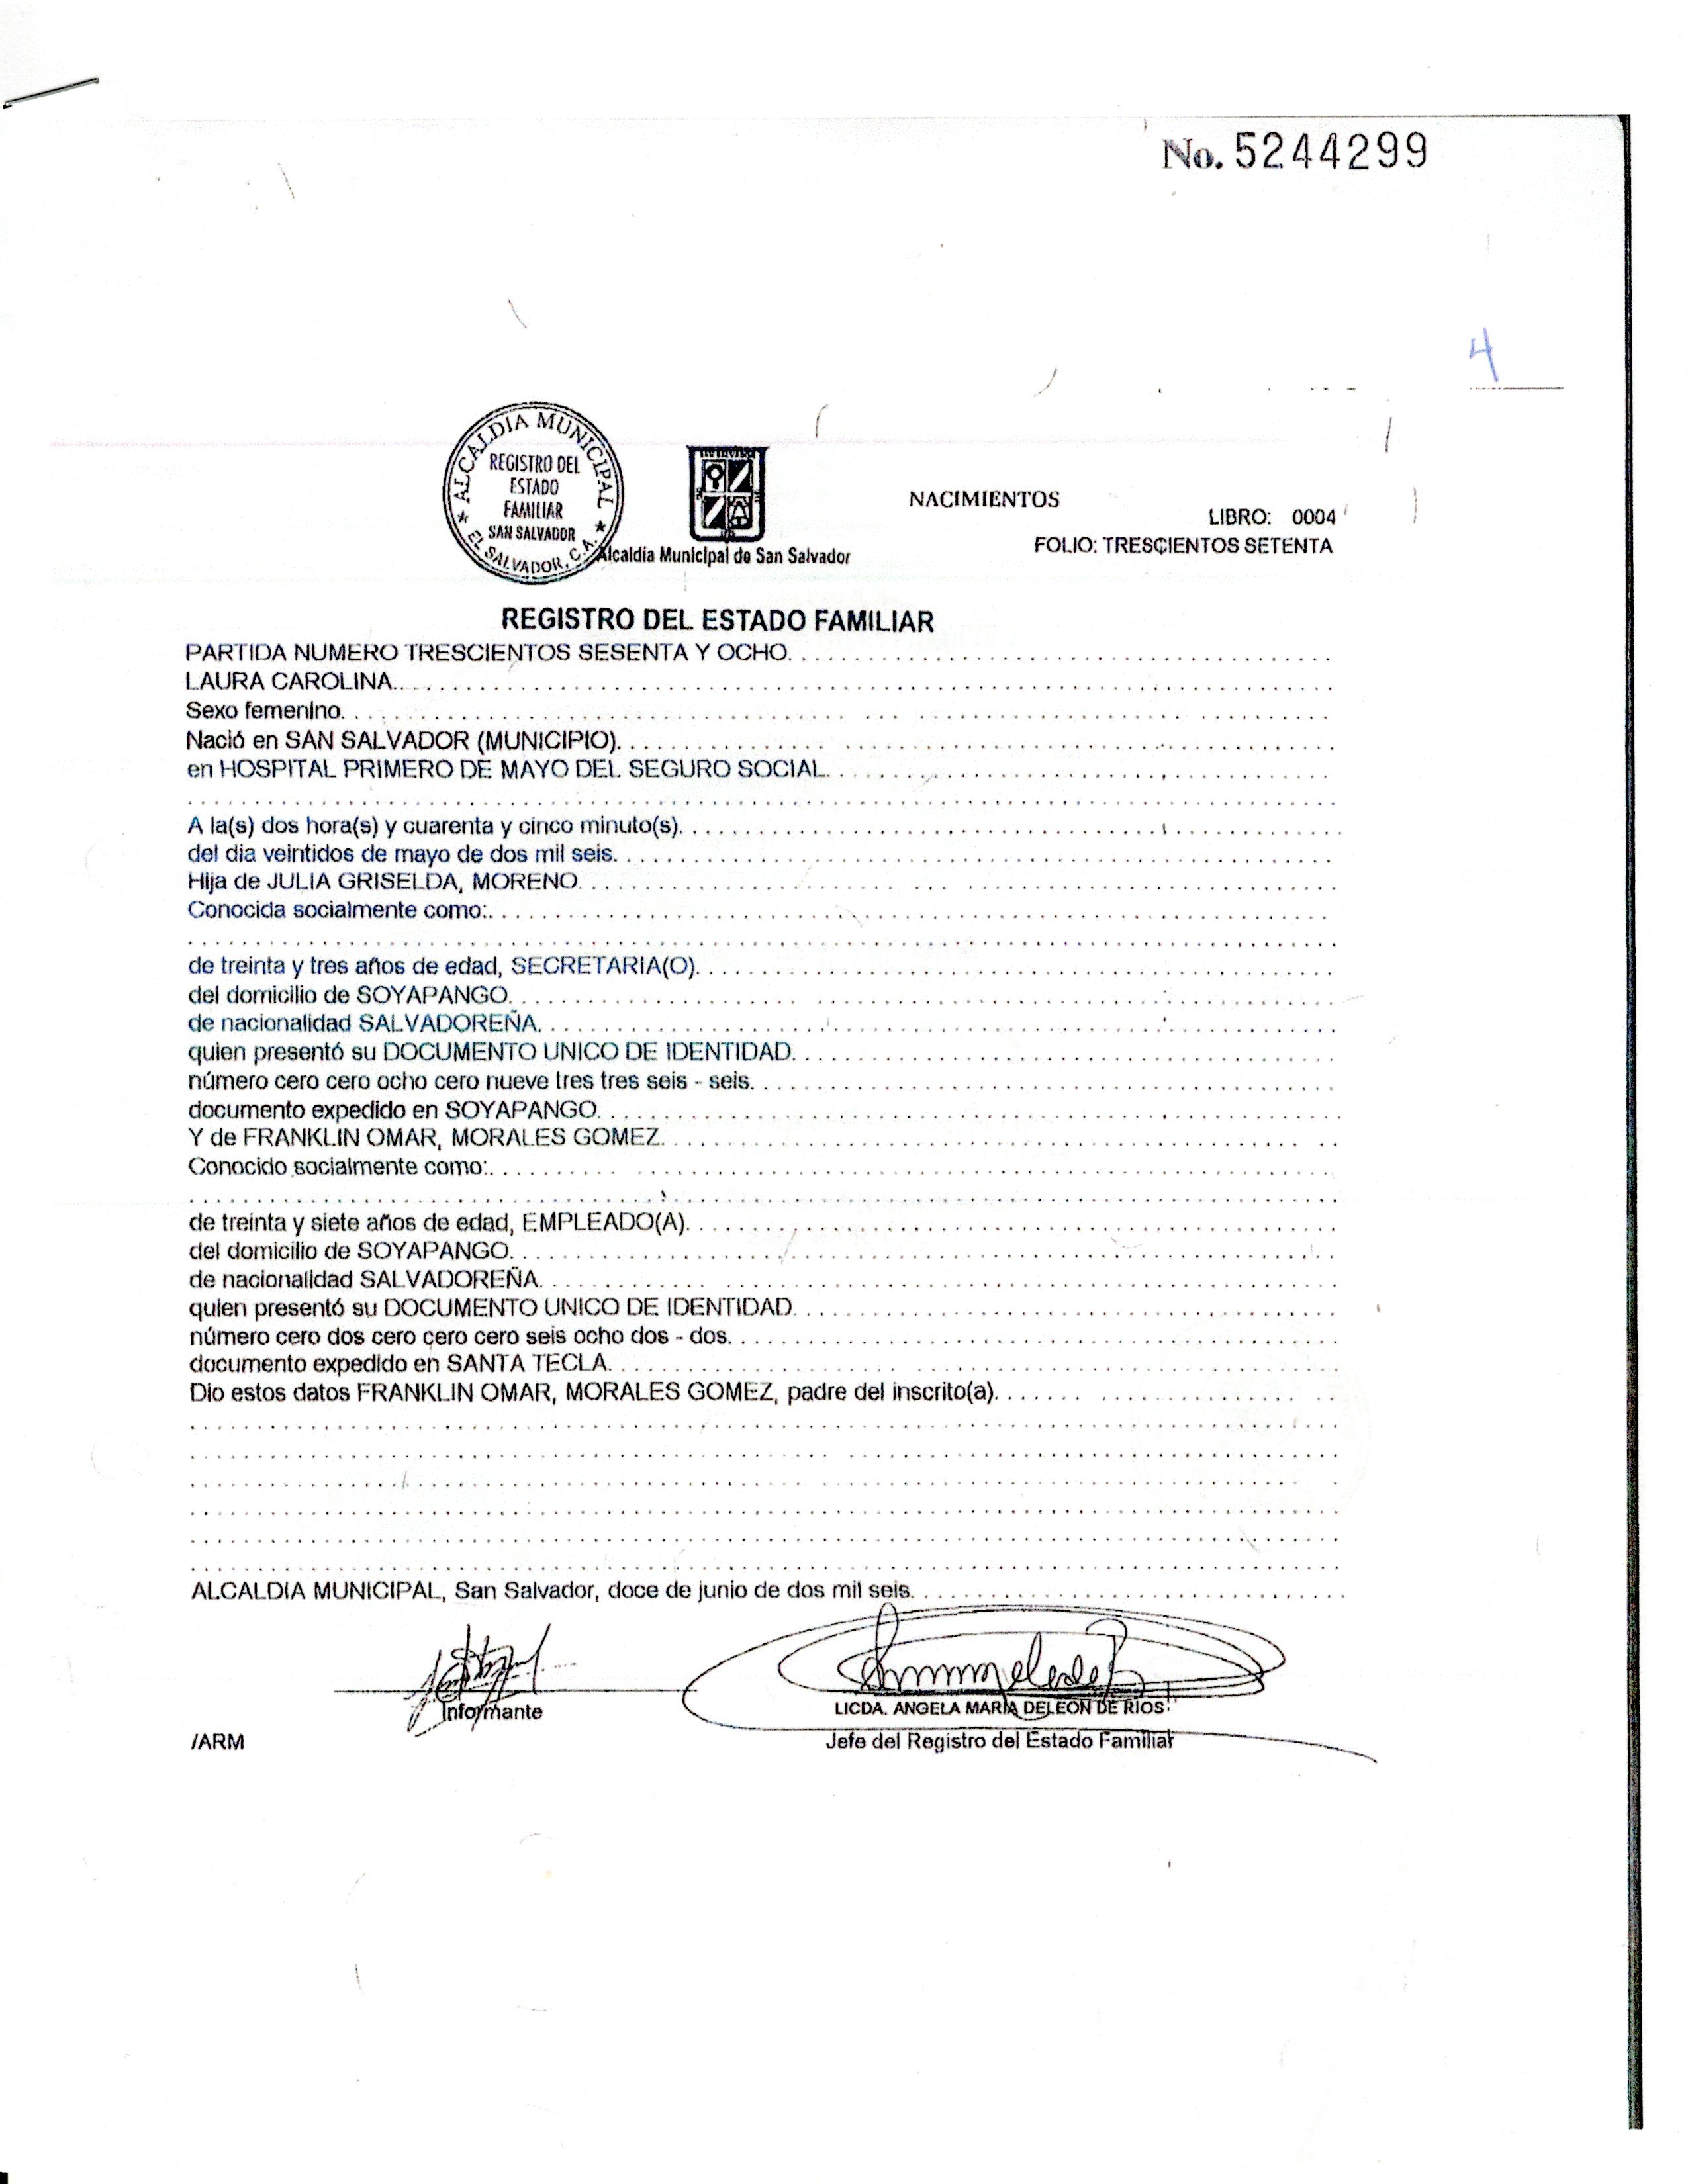 No. 5244299
4
ALCALDIA MUNICIPAL
REGISTRO DEL
ESTADO
FAMILIAR
SAN SALVADOR
EL SALVADOR, C.A.
Alcaldía Municipal de San Salvador
NACIMIENTOS
LIBRO: 0004
FOLIO: TRESCIENTOS SETENTA
REGISTRO DEL ESTADO FAMILIAR
PARTIDA NUMERO TRESCIENTOS SESENTA Y OCHO.
LAURA CAROLINA.
Sexo femenino.
Nació en SAN SALVADOR (MUNICIPIO).
en HOSPITAL PRIMERO DE MAYO DEL SEGURO SOCIAL.
A la(s) dos hora(s) y cuarenta y cinco minuto(s).
del dia veintidos de mayo de dos mil seis.
Hija de JULIA GRISELDA, MORENO.
Conocida socialmente como:.
de treinta y tres años de edad, SECRETARIA(O).
del domicilio de SOYAPANGO.
de nacionalidad SALVADOREÑA.
quien presentó su DOCUMENTO UNICO DE IDENTIDAD.
número cero cero ocho cero nueve tres tres seis - seis.
documento expedido en SOYAPANGO.
Y de FRANKLIN OMAR, MORALES GOMEZ.
Conocido socialmente como:.
de treinta y siete años de edad, EMPLEADO(A).
del domicilio de SOYAPANGO.
de nacionalidad SALVADOREÑA.
quien presentó su DOCUMENTO UNICO DE IDENTIDAD.
número cero dos cero cero cero seis ocho dos - dos.
documento expedido en SANTA TECLA.
Dio estos datos FRANKLIN OMAR, MORALES GOMEZ, padre del inscrito(a).
ALCALDIA MUNICIPAL, San Salvador, doce de junio de dos mil seis.
Informante
LICDA. ANGELA MARIA DELEON DE RIOS
Jefe del Registro del Estado Familiar
/ARM